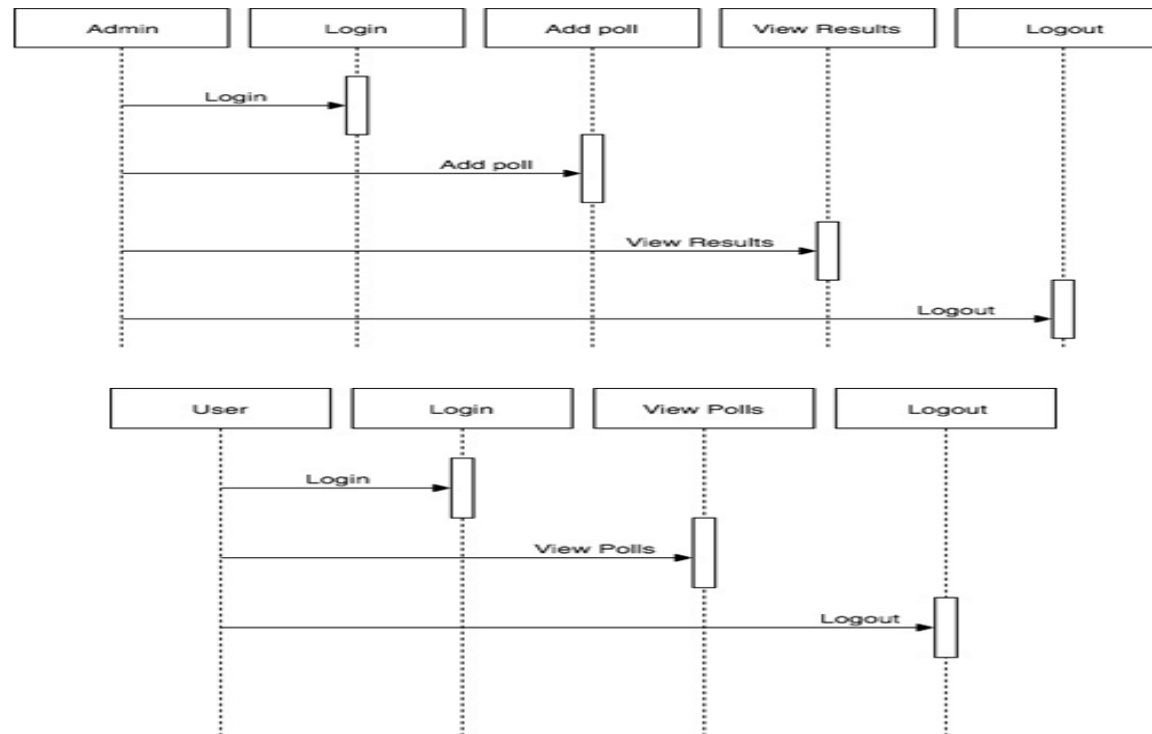 Admin
Login
Add poll
View Results
Logout
Login
Add poll
View Results
Logout
User
Login
View Polls
Logout
Login
View Polls
Logout